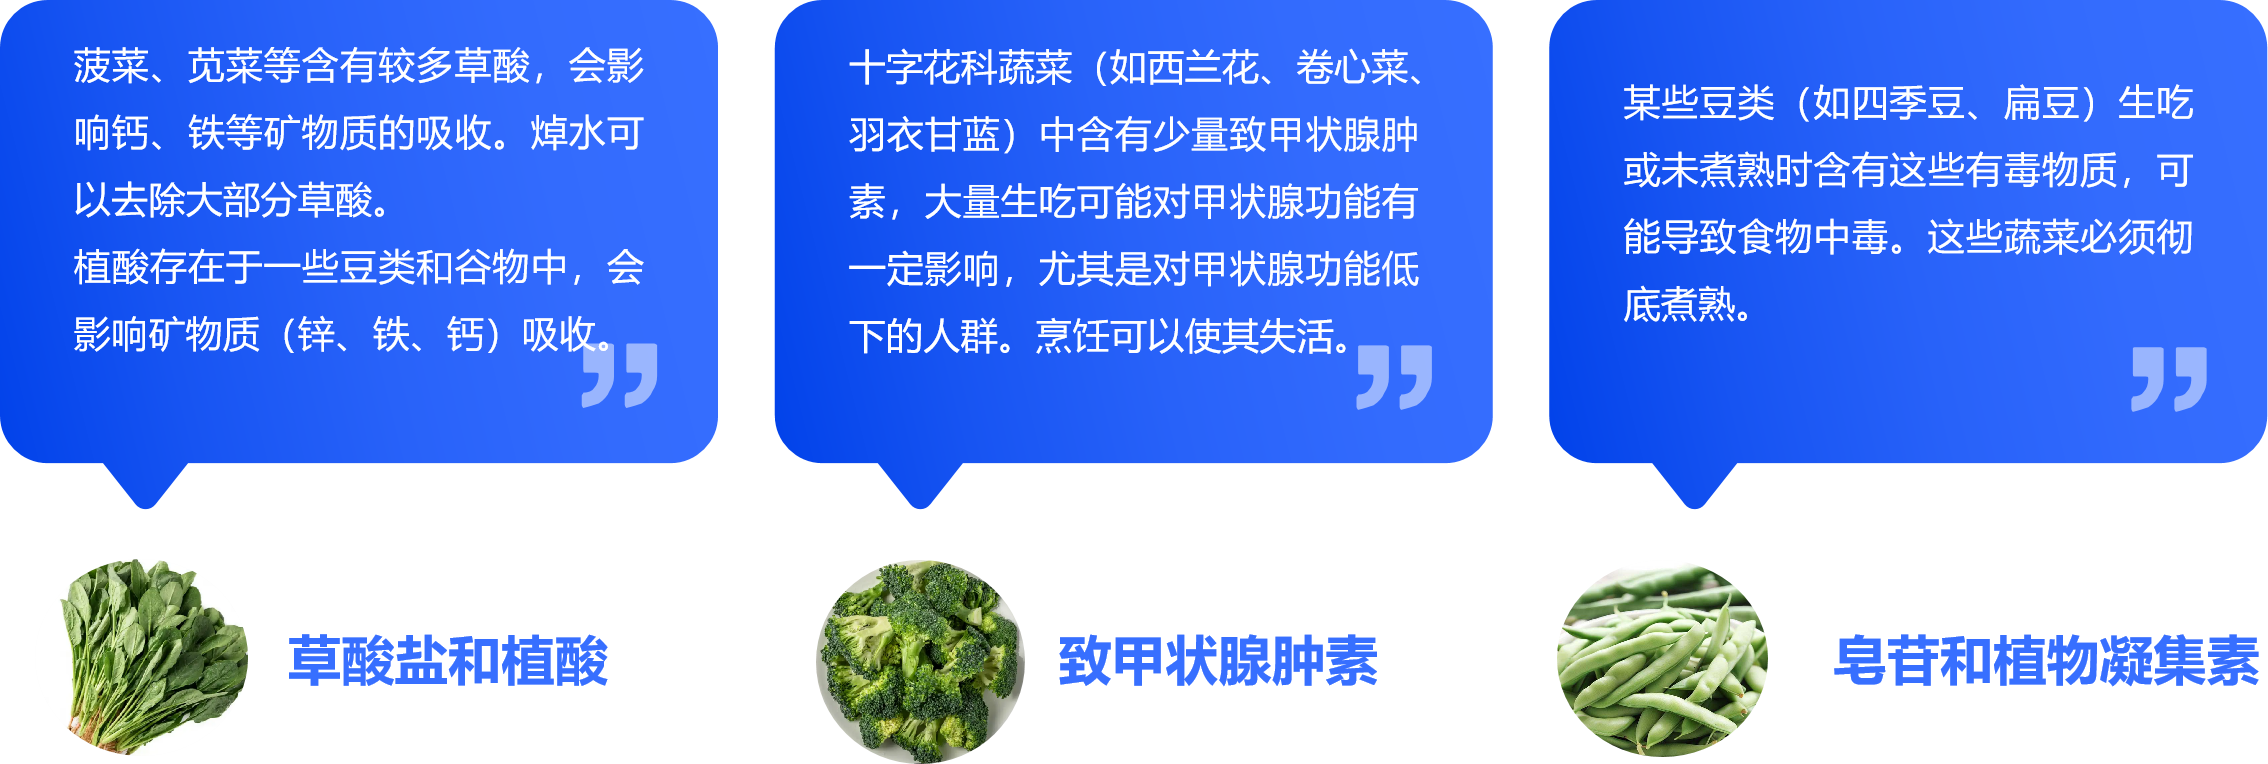 菠菜、苋菜等含有较多草酸，会影
响钙、铁等矿物质的吸收。焯水可
以去除大部分草酸。
植酸存在于一些豆类和谷物中，会
影响矿物质（锌、铁、钙）吸收。
草酸盐和植酸
十字花科蔬菜（如西兰花、卷心菜、
羽衣甘蓝）中含有少量致甲状腺肿
素，大量生吃可能对甲状腺功能有
一定影响，尤其是对甲状腺功能低
下的人群。烹饪可以使其失活。
致甲状腺肿素
某些豆类（如四季豆、扁豆）生吃
或未煮熟时含有这些有毒物质，可
能导致食物中毒。这些蔬菜必须彻
底煮熟。
皂苷和植物凝集素